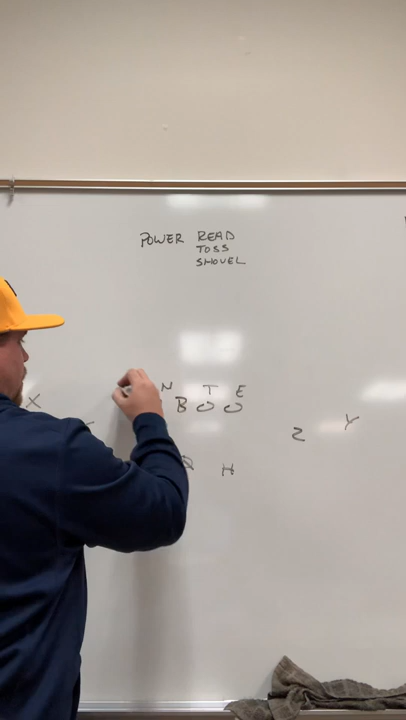 POWER READ
TOSS
SHOVEL
N T E
X B O O
Z Y
Q H